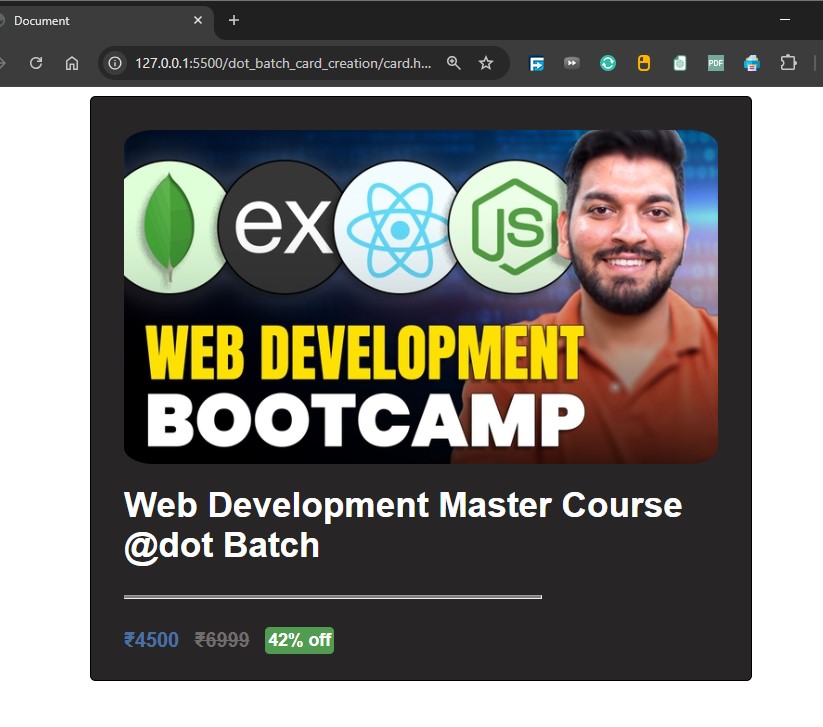 Document
127.0.0.1:5500/dot_batch_card_creation/card.h...
PDF
ex
JS
WEB DEVELOPMENT
BOOTCAMP
Web Development Master Course
@dot Batch
₹4500 ₹6999 42% off